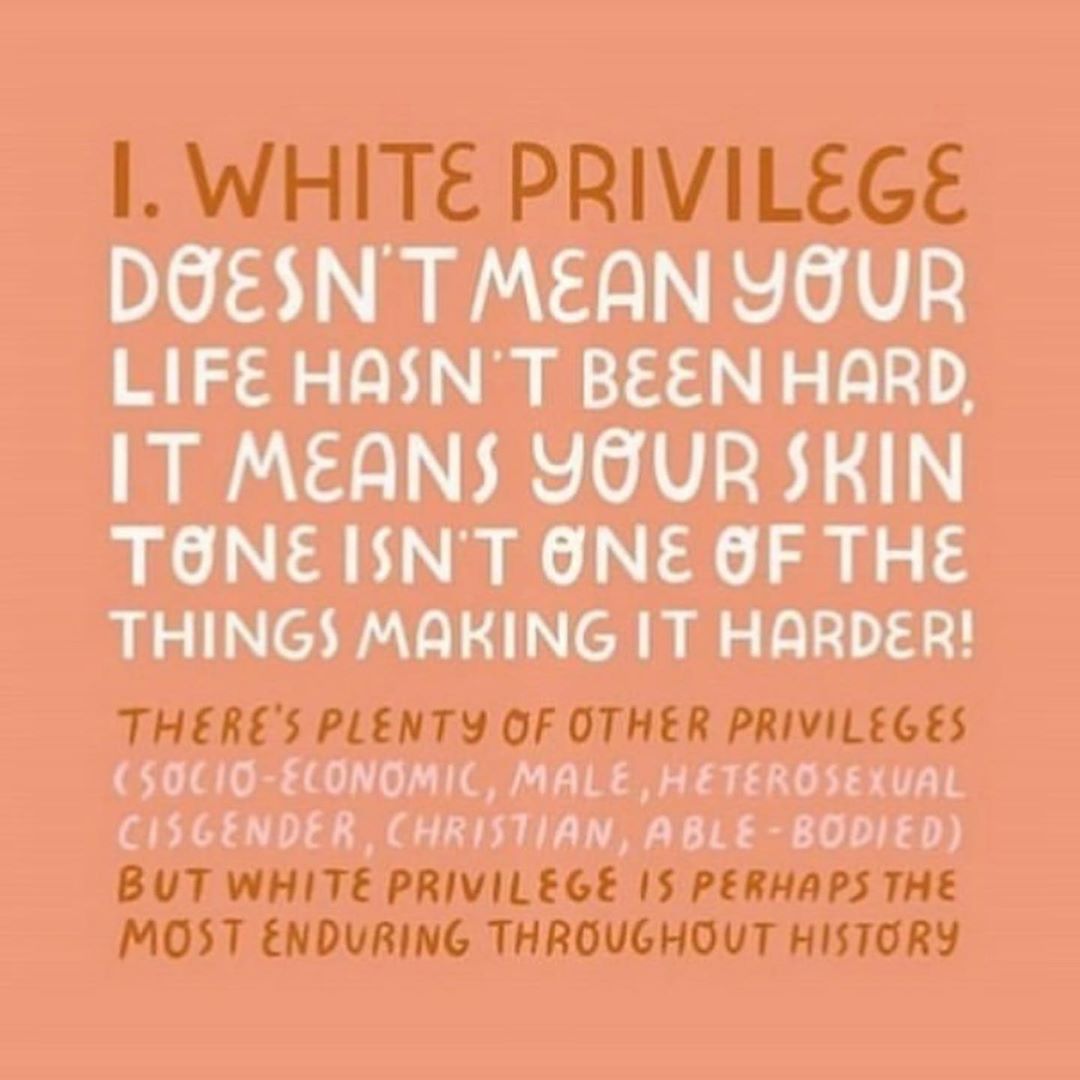 1. WHITE PRIVILEGE
DOESN'T MEAN YOUR
LIFE HASN'T BEEN HARD,
IT MEANS YOUR SKIN
TONE ISN'T ONE OF THE
THINGS MAKING IT HARDER!
THERE'S PLENTY OF OTHER PRIVILEGES
(SOCIO-ECONOMIC, MALE, HETEROSEXUAL
CISGENDER, CHRISTIAN, ABLE-BODIED)
BUT WHITE PRIVILEGE IS PERHAPS THE
MOST ENDURING THROUGHOUT HISTORY